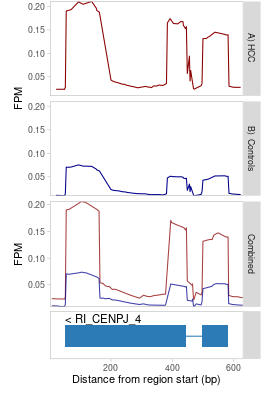 0.20
0.15
0.10
0.05
A) HCC
FPM
0.20
0.15
0.10
0.05
B) Controls
0.20
0.15
0.10
0.05
Combined
FPM
< RI_CENPJ_4
200
400
600
Distance from region start (bp)